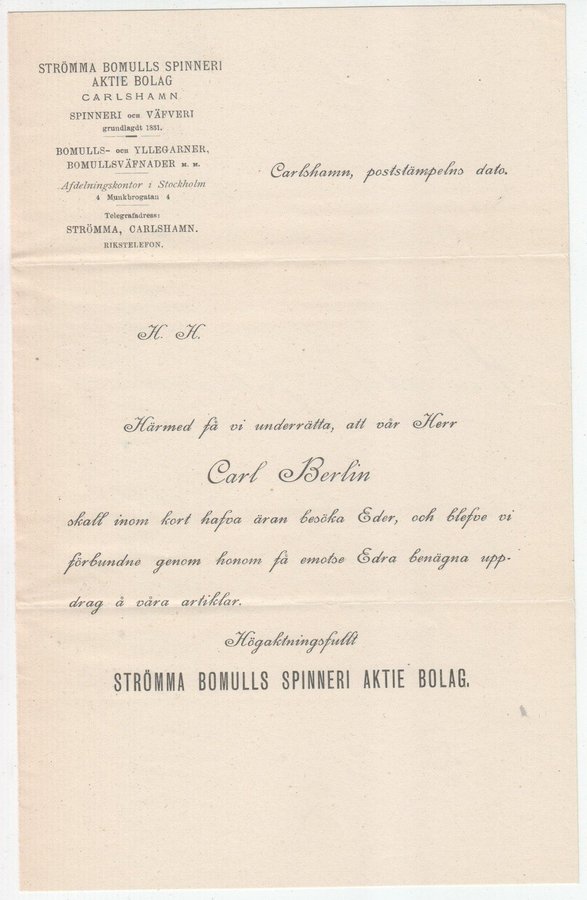 STRÖMMA BOMULLS SPINNERI
AKTIE BOLAG
CARLSHAMN
SPINNERI OCH VÄFVERI
grundlagdt 1831.
BOMULLS- OCH YLLEGARNER,
BOMULLSVÄFNADER M. M.
Afdelningskontor i Stockholm
4 Munkbrogatan 4
Telegrafadress:
STRÖMMA, CARLSHAMN.
RIKSTELEFON.
Carlshamn, poststämpelns dato.
H. H.
Härmed få vi underrätta, att vår Herr
Carl Berlin
skall inom kort hafva äran besöka Eder, och blefve vi
förbundne genom honom få emotse Edra benägna upp-
drag å våra artiklar.
Högaktningsfullt
STRÖMMA BOMULLS SPINNERI AKTIE BOLAG.